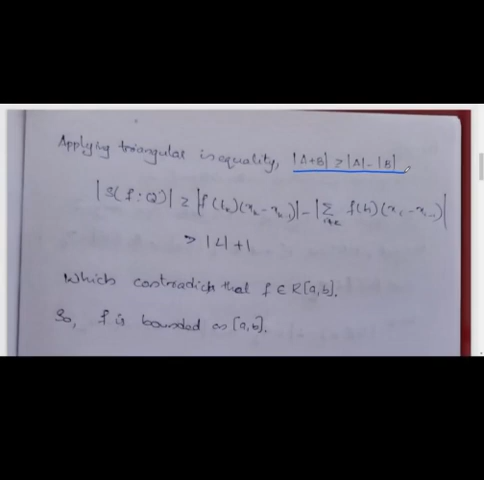 Applying triangular inequality, |A+B| ≥ |A| - |B|,
|S(f:Q)| ≥ |f(t_k)(x_k - x_{k-1})| - |∑_{i≠k} f(t_i)(x_i - x_{i-1})|
> |L| + 1
Which contradicts that f ∈ R[a,b].
So, f is bounded on [a,b].